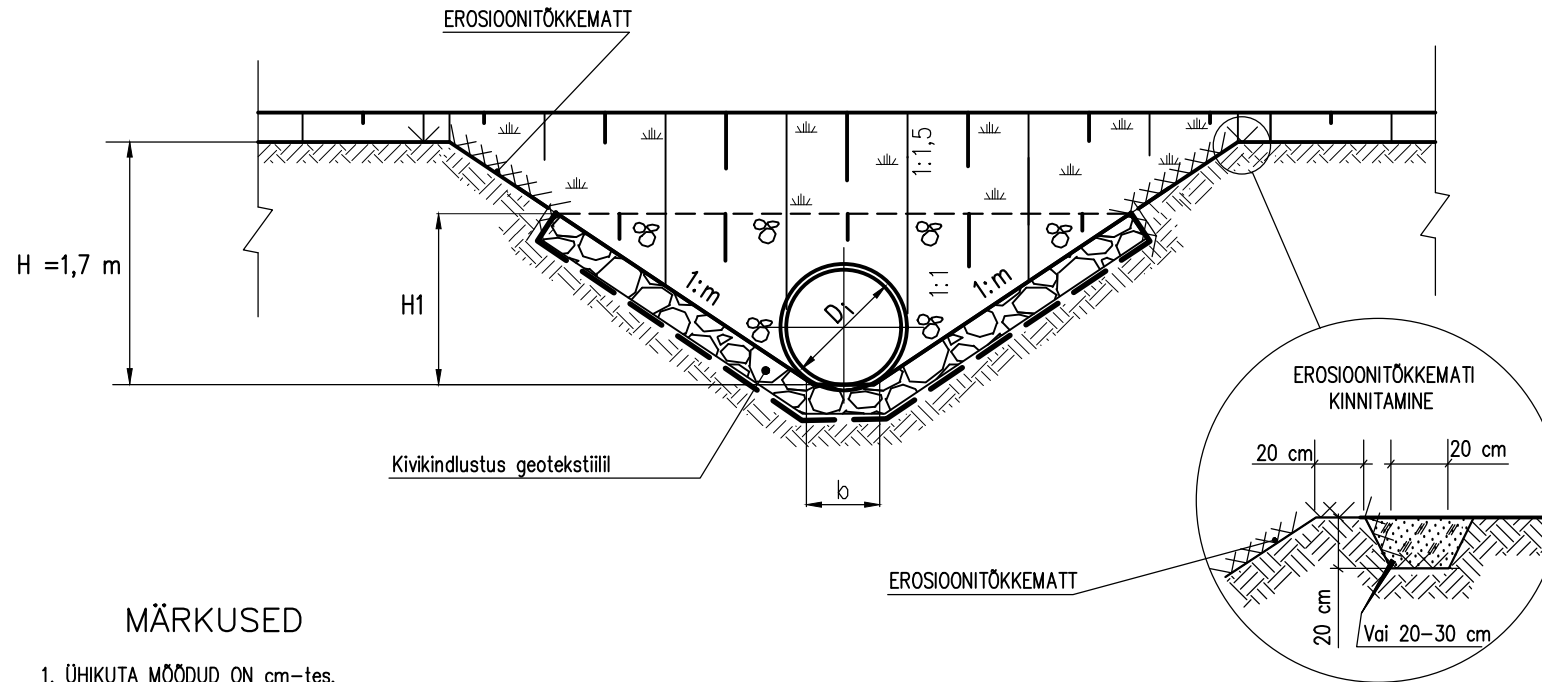 EROSIOONITÕKKEMATT
1:1,5
H =1,7 m
H1
1:m
Di
1:1
1:m
Kivikindlustus geotekstiilil
b
EROSIOONITÕKKEMATI
KINNITAMINE
20 cm
20 cm
EROSIOONITÕKKEMATT
20 cm
Vai 20-30 cm
MÄRKUSED
1. ÜHIKUTA MÕÕDUD ON cm-tes.